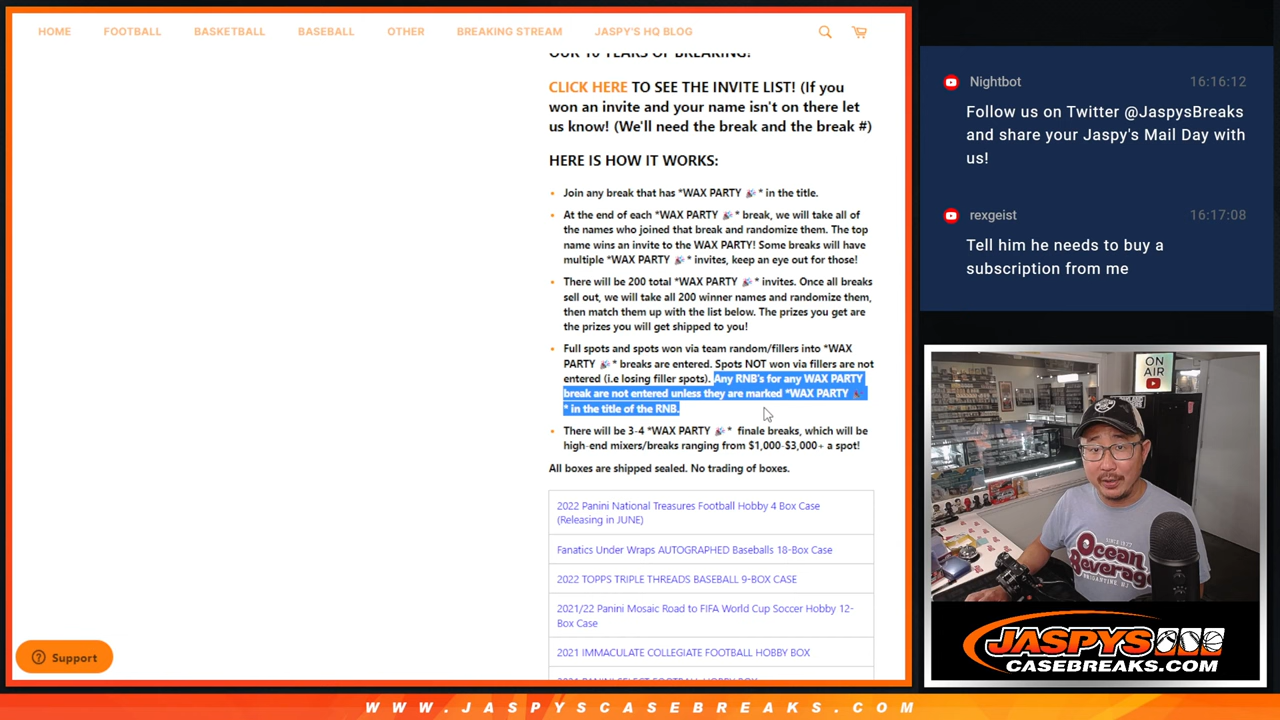 HOME FOOTBALL BASKETBALL BASEBALL OTHER BREAKING STREAM JASPY'S HQ BLOG
OUR 10 YEARS OF BREAKING!
CLICK HERE TO SEE THE INVITE LIST! (If you
won an invite and your name isn't on there let
us know! (We'll need the break and the break #)
HERE IS HOW IT WORKS:
• Join any break that has *WAX PARTY 🎉 * in the title.
• At the end of each *WAX PARTY 🎉 * break, we will take all of
the names who joined that break and randomize them. The top
name wins an invite to the WAX PARTY! Some breaks will have
multiple *WAX PARTY 🎉 * invites, keep an eye out for those!
• There will be 200 total *WAX PARTY 🎉 * invites. Once all breaks
sell out, we will take all 200 winner names and randomize them,
then match them up with the list below. The prizes you get are
the prizes you will get shipped to you!
• Full spots and spots won via team random/fillers into *WAX
PARTY 🎉 * breaks are entered. Spots NOT won via fillers are not
entered (i.e losing filler spots). Any RNB's for any WAX PARTY
break are not entered unless they are marked *WAX PARTY 🎉
* in the title of the RNB.
• There will be 3-4 *WAX PARTY 🎉 * finale breaks, which will be
high-end mixers/breaks ranging from $1,000-$3,000+ a spot!
All boxes are shipped sealed. No trading of boxes.
2022 Panini National Treasures Football Hobby 4 Box Case
(Releasing in JUNE)
Fanatics Under Wraps AUTOGRAPHED Baseballs 18-Box Case
2022 TOPPS TRIPLE THREADS BASEBALL 9-BOX CASE
2021/22 Panini Mosaic Road to FIFA World Cup Soccer Hobby 12-
Box Case
2021 IMMACULATE COLLEGIATE FOOTBALL HOBBY BOX
2021 PANINI SELECT FOOTBALL HOBBY BOX
Support
Nightbot 16:16:12
Follow us on Twitter @JaspysBreaks
and share your Jaspy's Mail Day with
us!
rexgeist 16:17:08
Tell him he needs to buy a
subscription from me
ON
AIR
Ocean
Beverage
BRIGANTINE NJ
JASPYS
CASEBREAKS.COM
WWW.JASPYSCASEBREAKS.COM